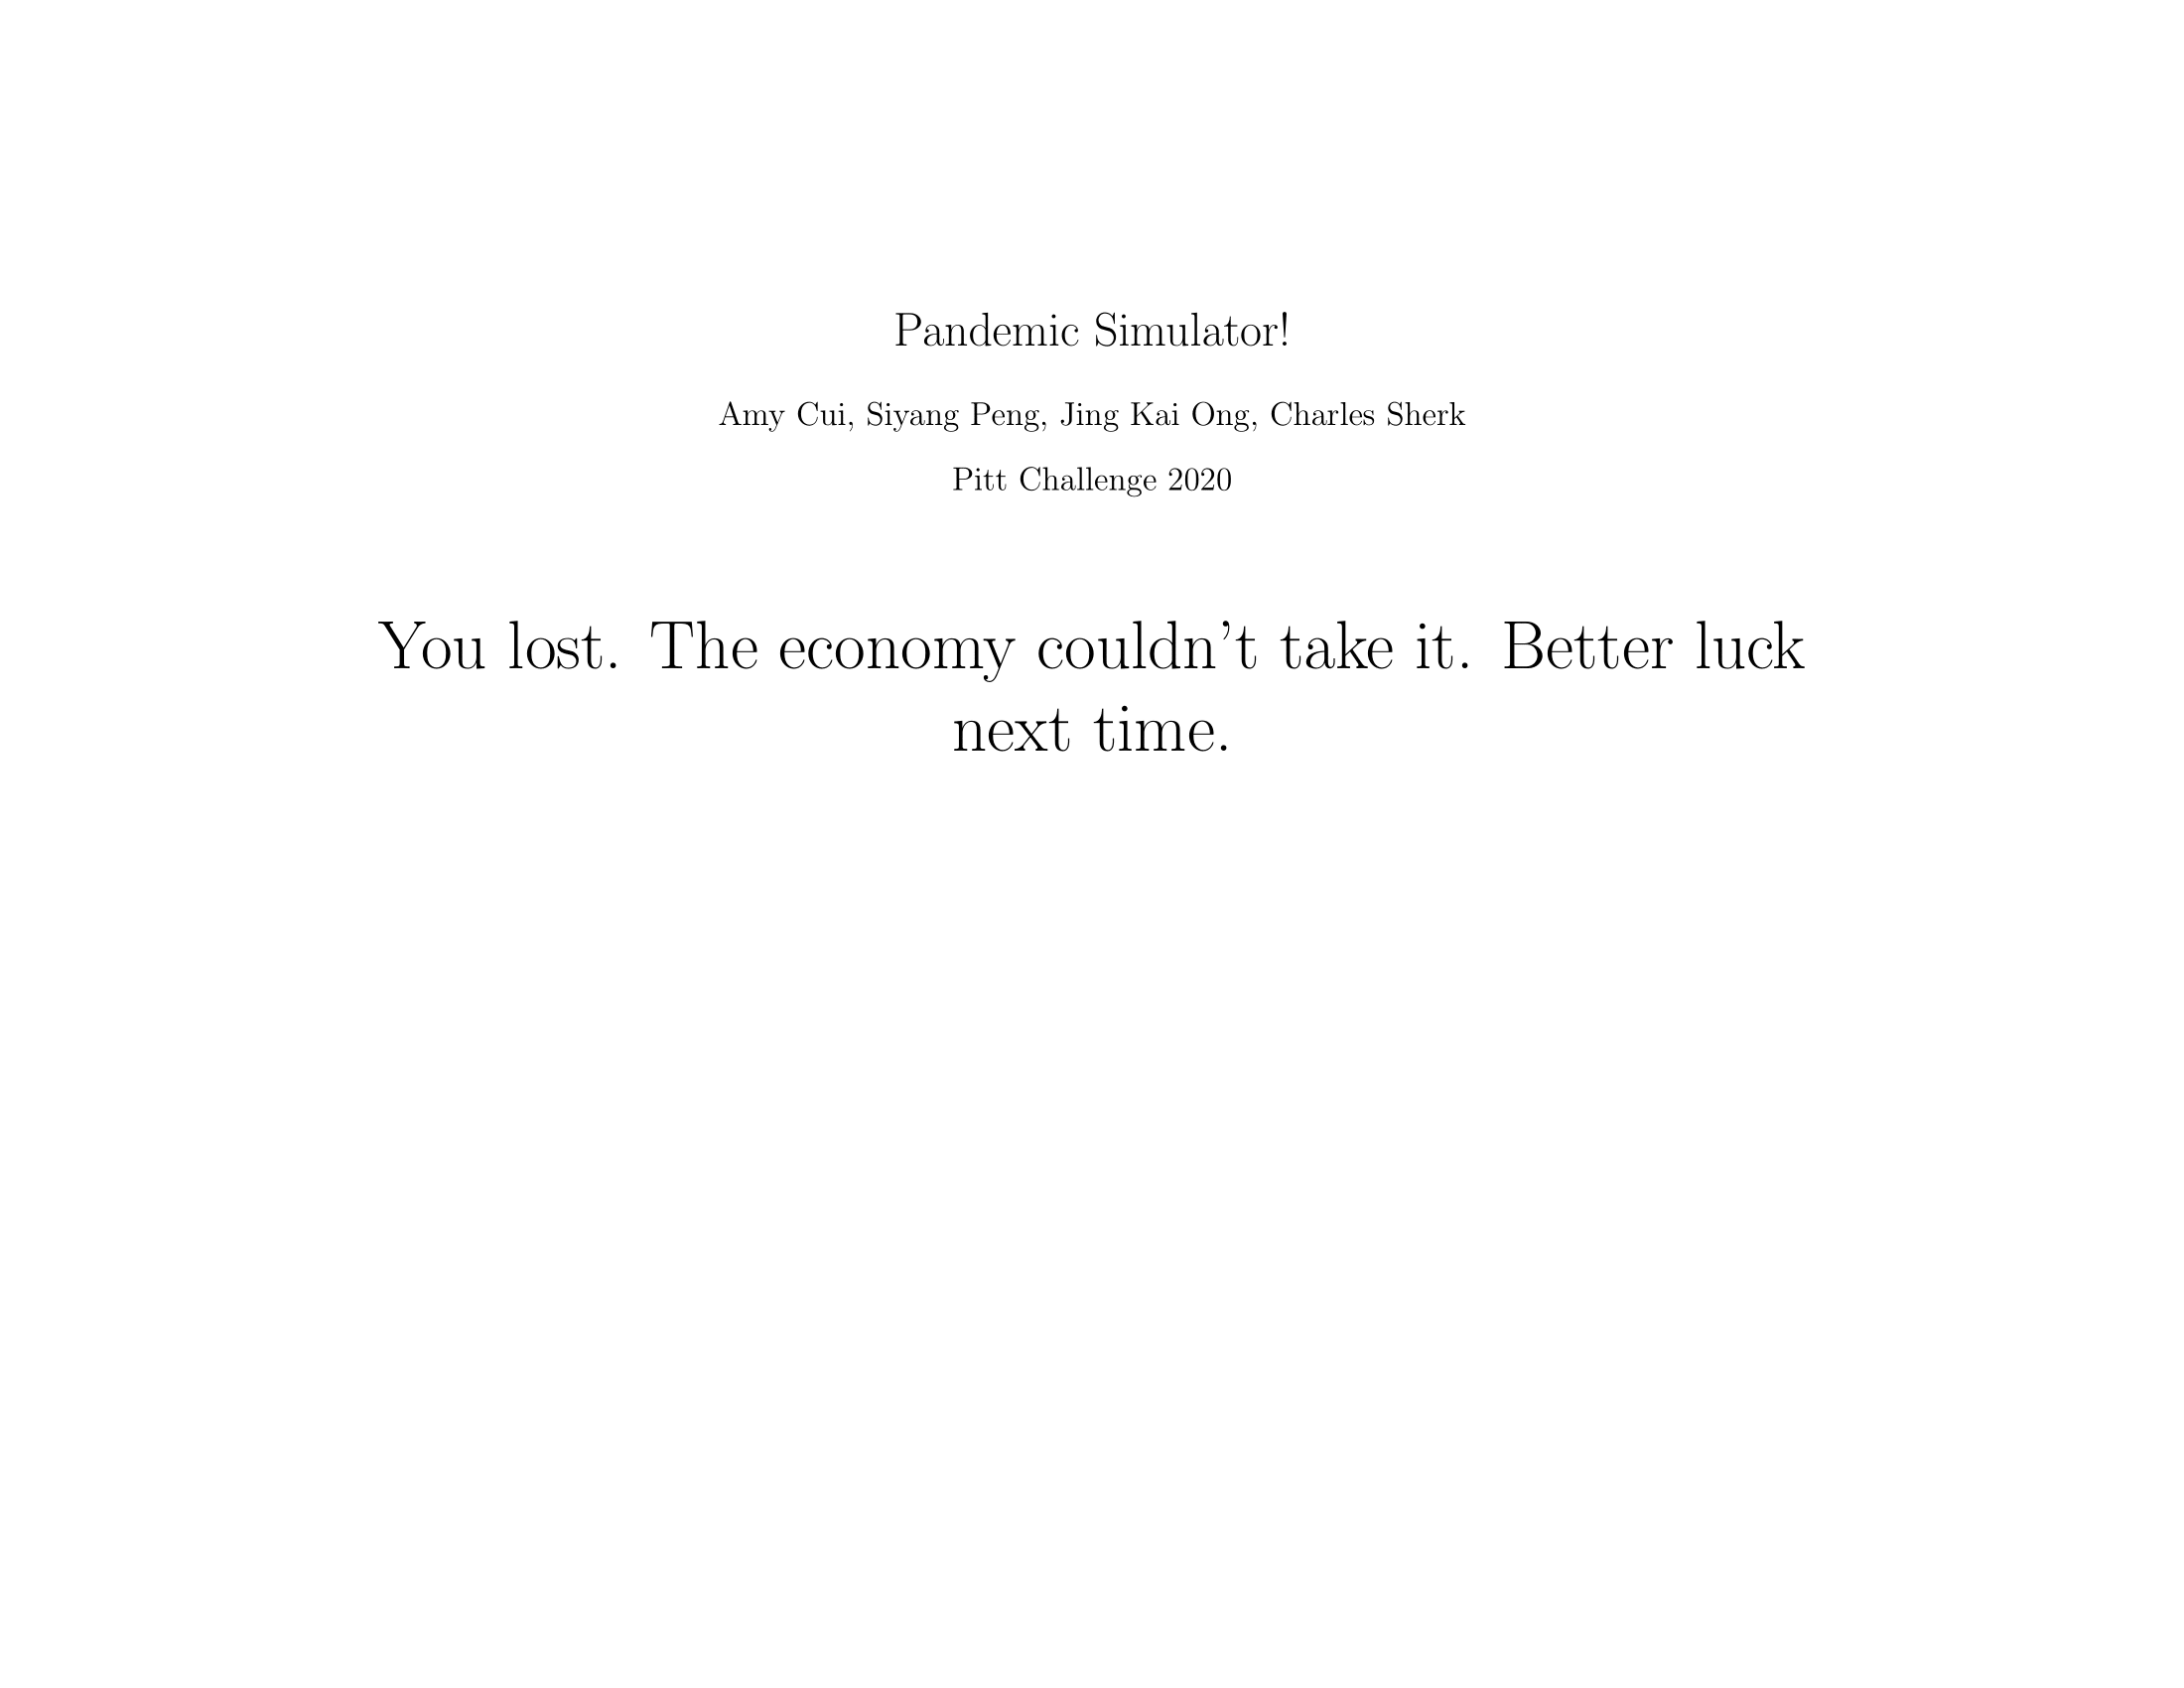 Pandemic Simulator!
Amy Cui, Siyang Peng, Jing Kai Ong, Charles Sherk
Pitt Challenge 2020
You lost. The economy couldn't take it. Better luck
next time.